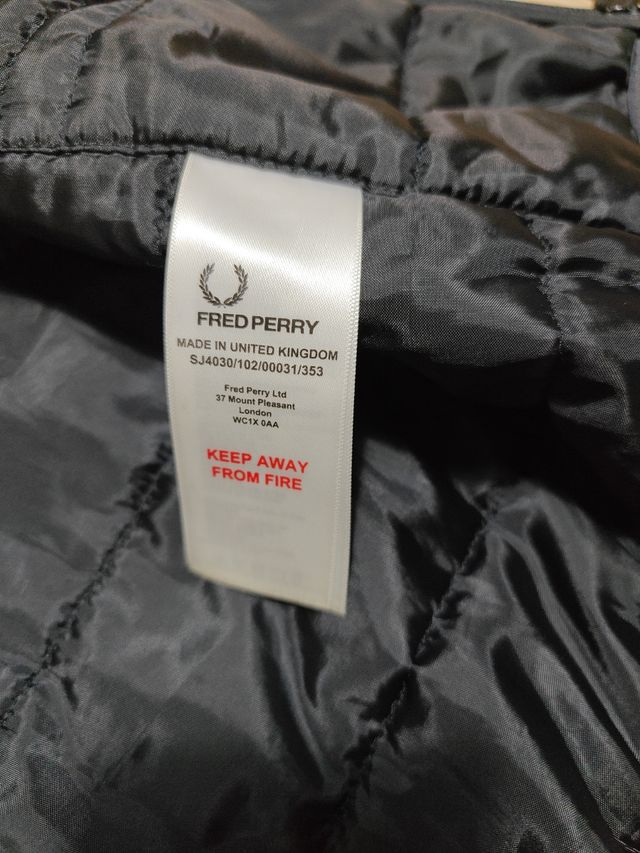 FRED PERRY
MADE IN UNITED KINGDOM
SJ4030/102/00031/353
Fred Perry Ltd
37 Mount Pleasant
London
WC1X 0AA
KEEP AWAY
FROM FIRE